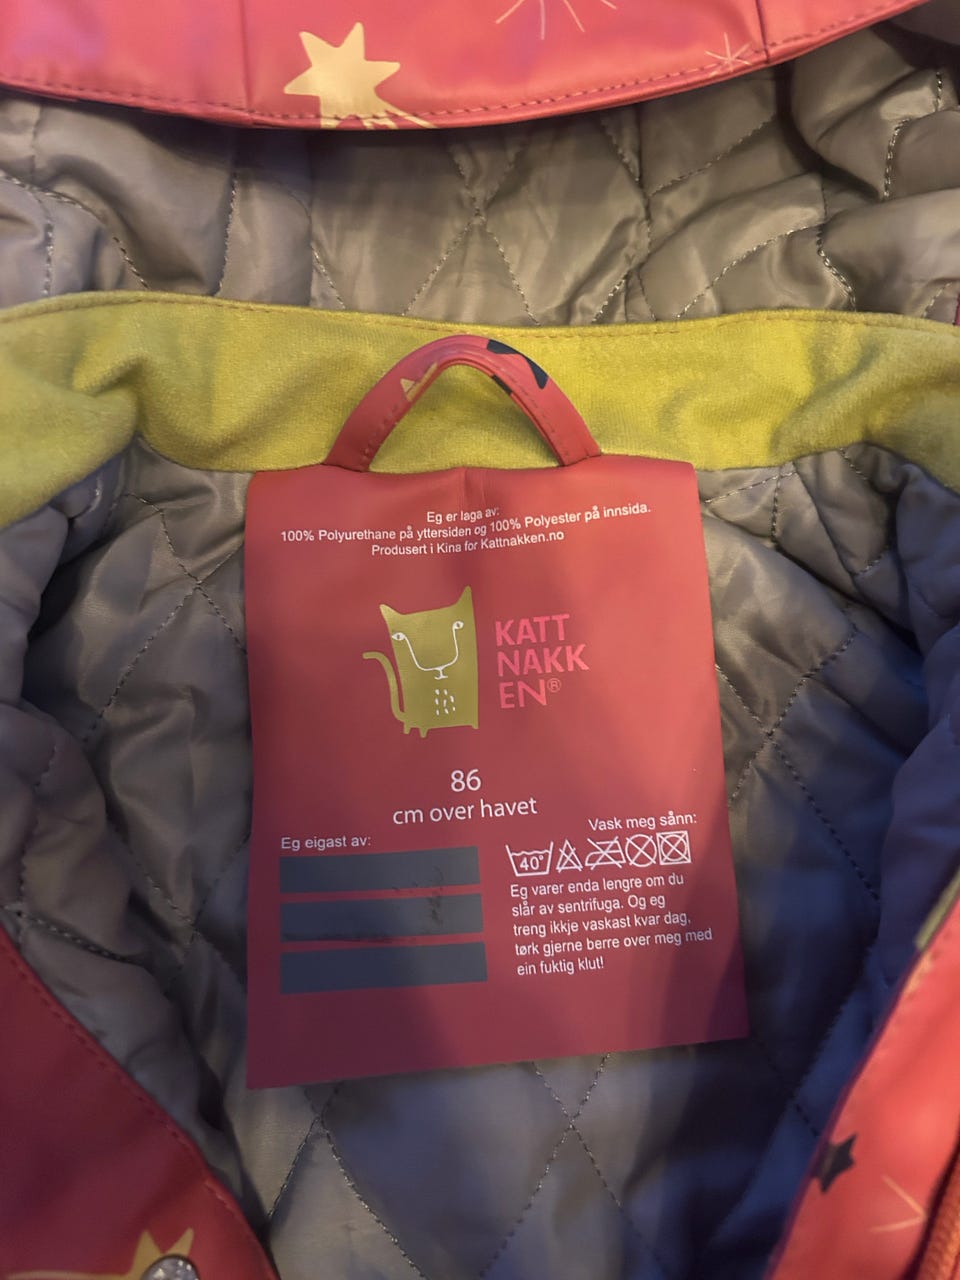 Eg er laga av:
100% Polyurethane på yttersiden og 100% Polyester på innsida.
Produsert i Kina for Kattnakken.no
KATT
NAKK
EN®
86
cm over havet
Eg eigast av:
Vask meg sånn:
40°
Eg varer enda lengre om du
slår av sentrifuga. Og eg
treng ikkje vaskast kvar dag,
tørk gjerne berre over meg med
ein fuktig klut!